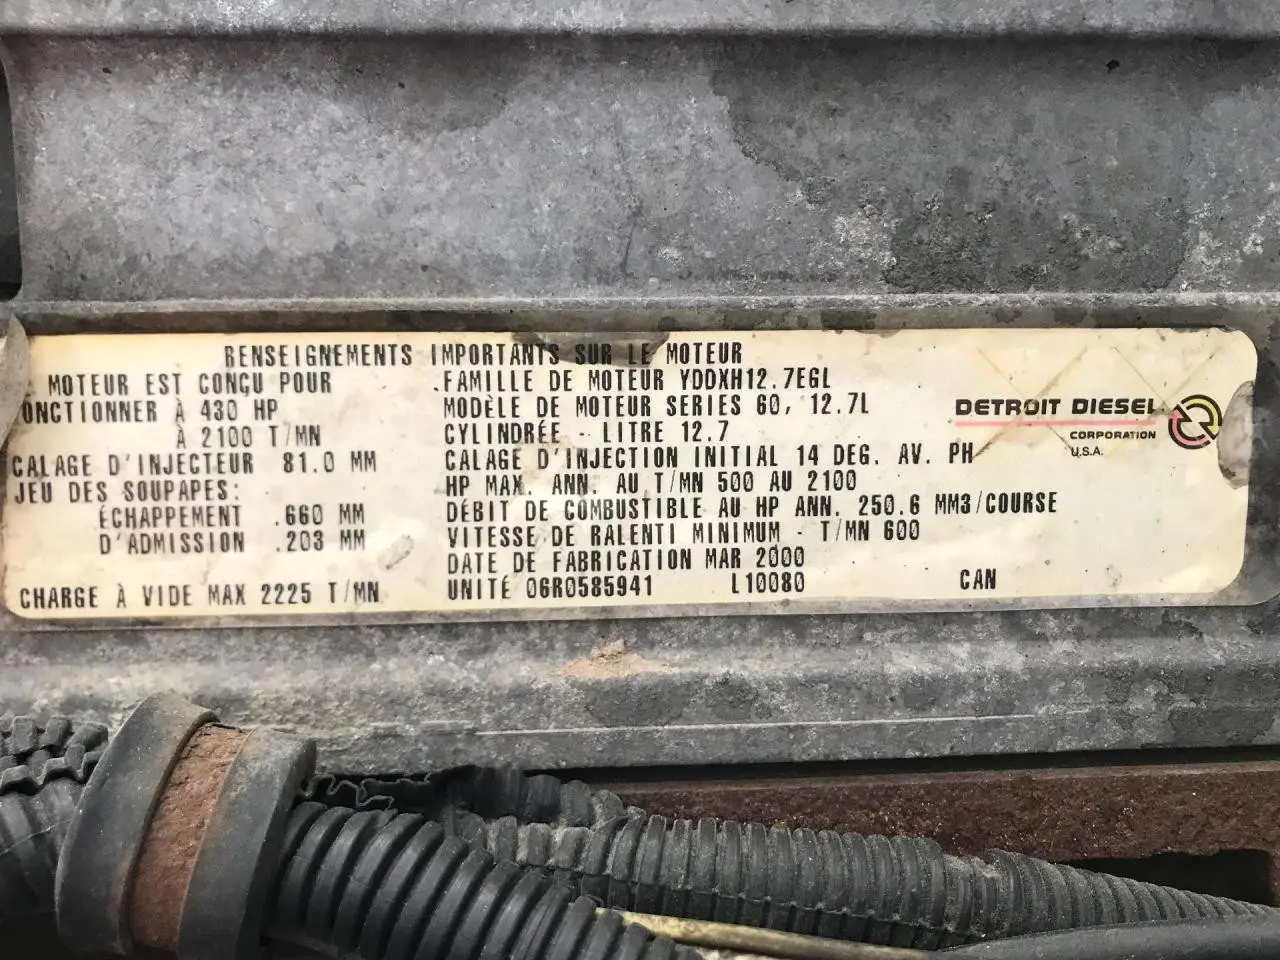 RENSEIGNEMENTS IMPORTANTS SUR LE MOTEUR
MOTEUR EST CONÇU POUR
ONCTIONNER À 430 HP
À 2100 T/MN
CALAGE D'INJECTEUR 81.0 MM
JEU DES SOUPAPES:
ÉCHAPPEMENT .660 MM
D'ADMISSION .203 MM
CHARGE À VIDE MAX 2225 T/MN
.FAMILLE DE MOTEUR YDDXH12.7EGL
MODÈLE DE MOTEUR SERIES 60, 12.7L
CYLINDRÉE - LITRE 12.7
CALAGE D'INJECTION INITIAL 14 DEG. AV. PH
HP MAX. ANN. AU T/MN 500 AU 2100
DÉBIT DE COMBUSTIBLE AU HP ANN. 250.6 MM3/COURSE
VITESSE DE RALENTI MINIMUM - T/MN 600
DATE DE FABRICATION MAR 2000
UNITÉ 06R0585941 L10080 CAN
DETROIT DIESEL
CORPORATION
U.S.A.